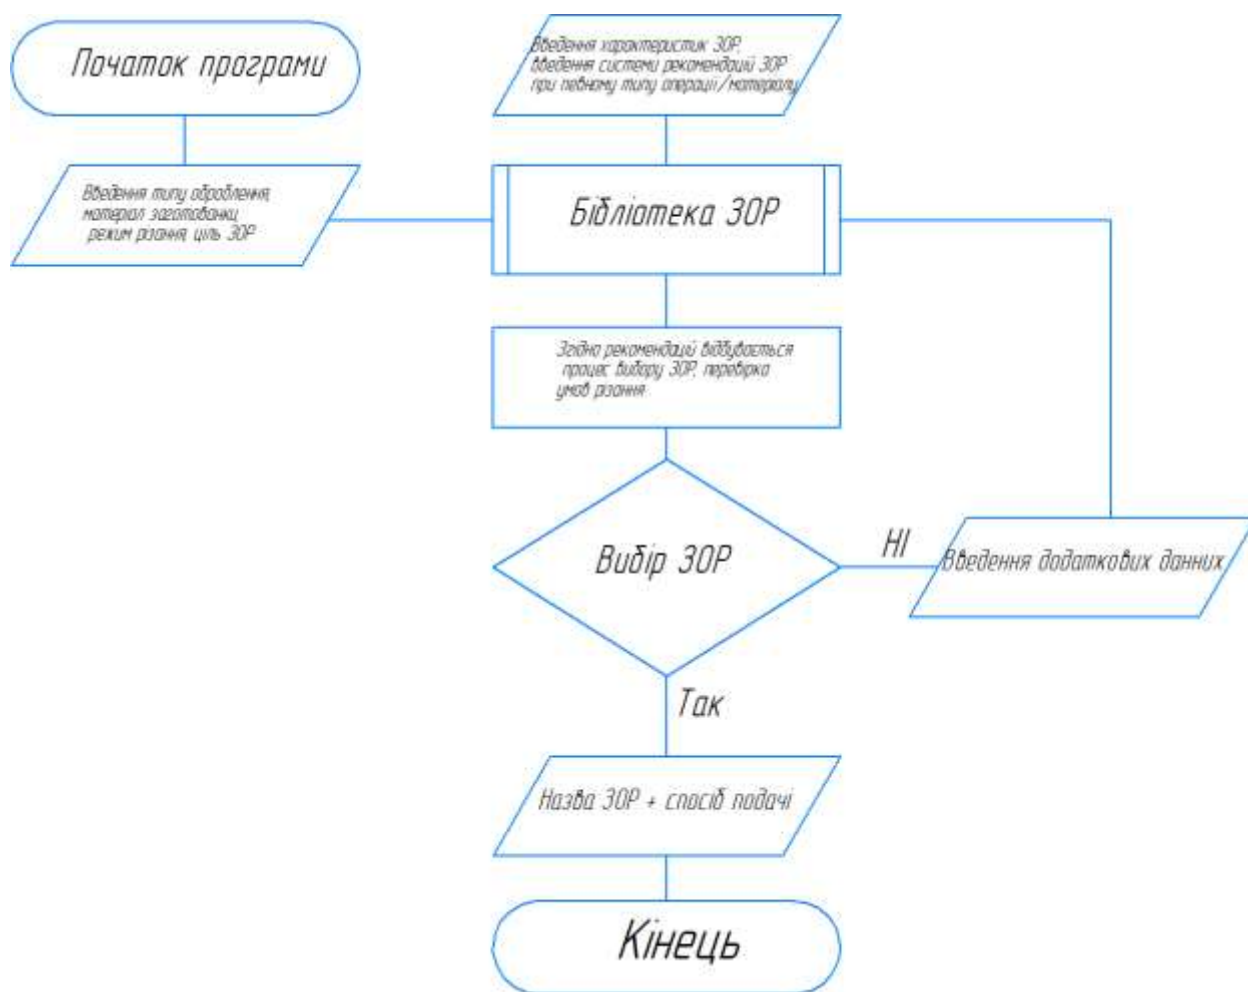 Початок програми
Введення характеристик ЗОР,
введення системи рекомендацій ЗОР
при певному типу операції/матеріалу
Введення типу оброблення,
матеріал заготованки,
режим різання, ціль ЗОР
Бібліотека ЗОР
Згідно рекомендацій відбувається
процес вибору ЗОР, перевірка
умов різання
Вибір ЗОР
НІ
Введення додаткових данних
Так
Назва ЗОР + спосіб подачі
Кінець